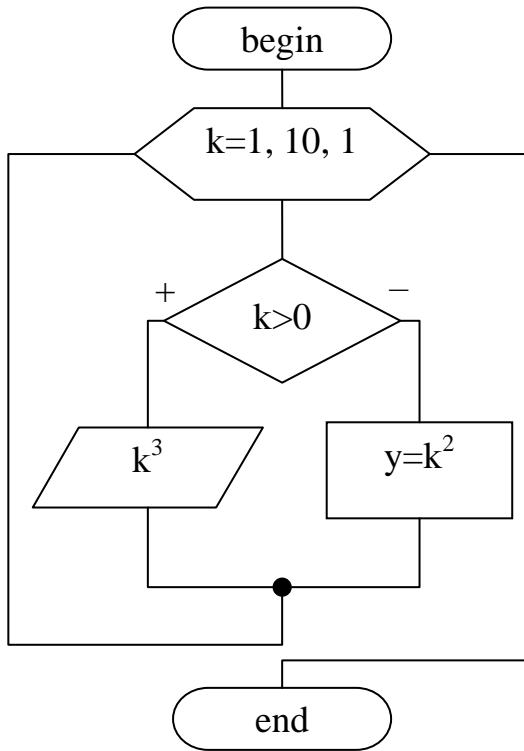 begin
k=1, 10, 1
+ −
k>0
k³
y=k²
end